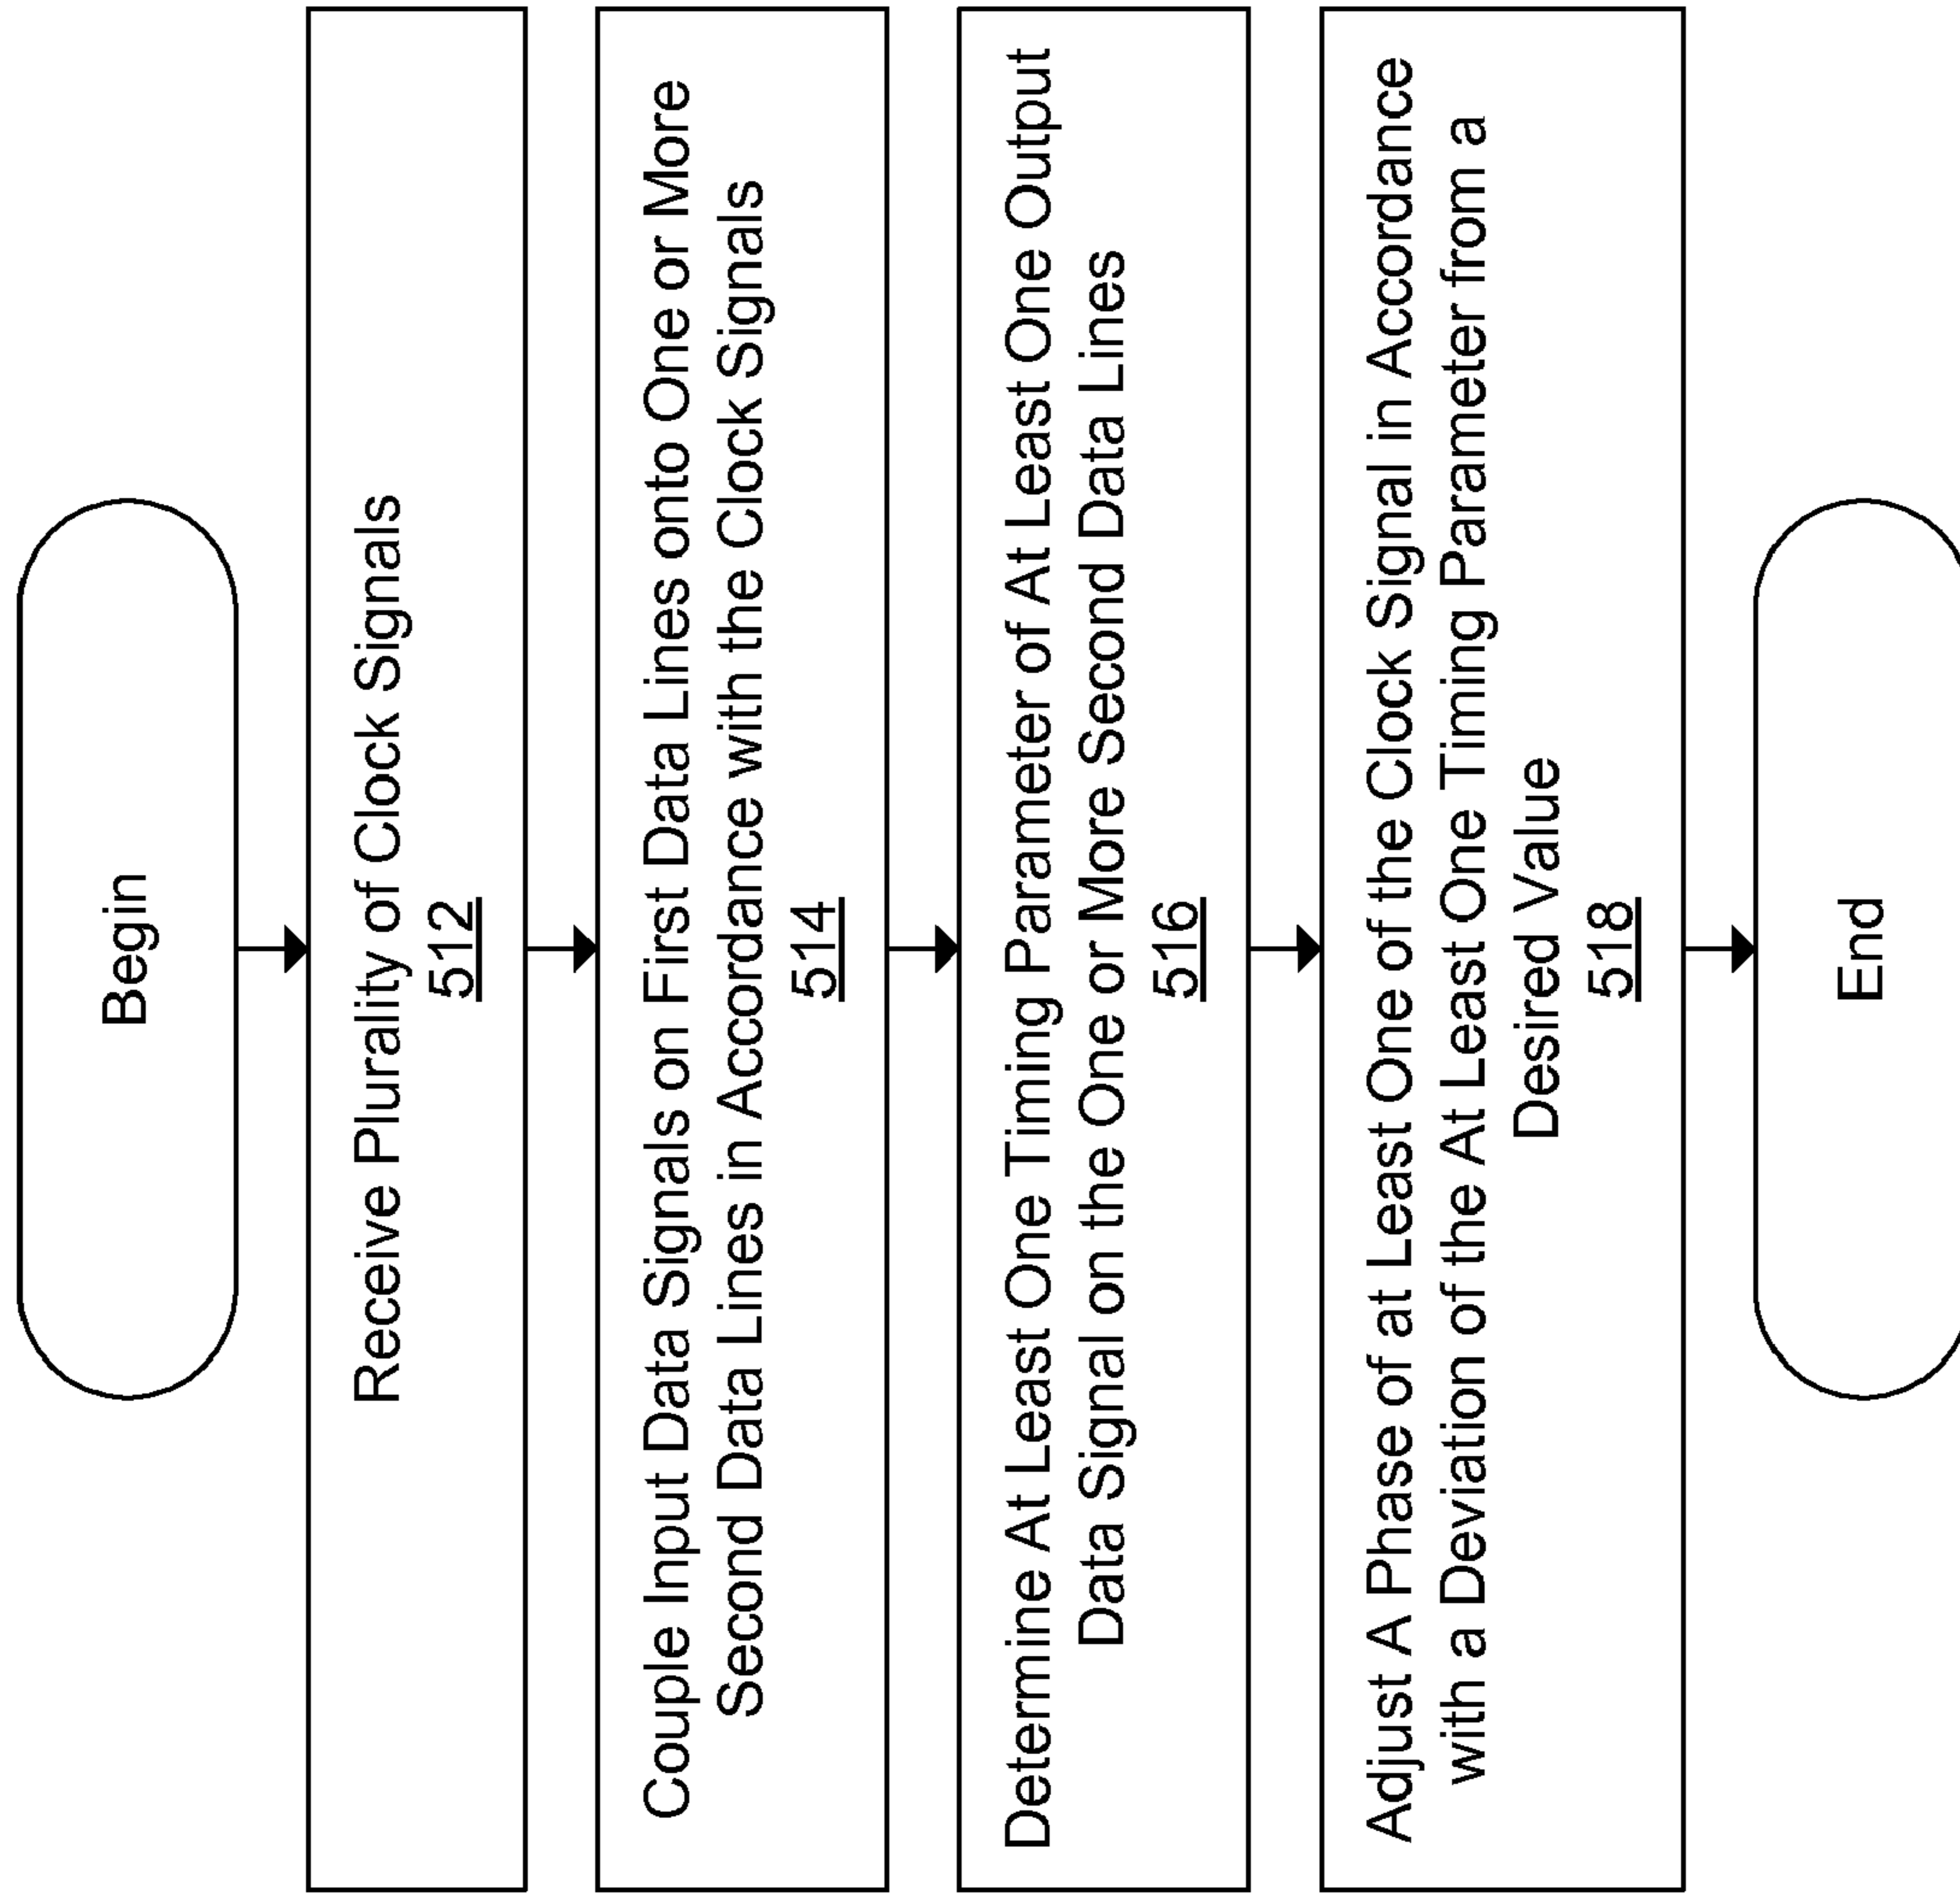 Begin
Receive Plurality of Clock Signals
512
Couple Input Data Signals on First Data Lines onto One or More
Second Data Lines in Accordance with the Clock Signals
514
Determine At Least One Timing Parameter of At Least One Output
Data Signal on the One or More Second Data Lines
516
Adjust A Phase of at Least One of the Clock Signal in Accordance
with a Deviation of the At Least One Timing Parameter from a
Desired Value
518
End